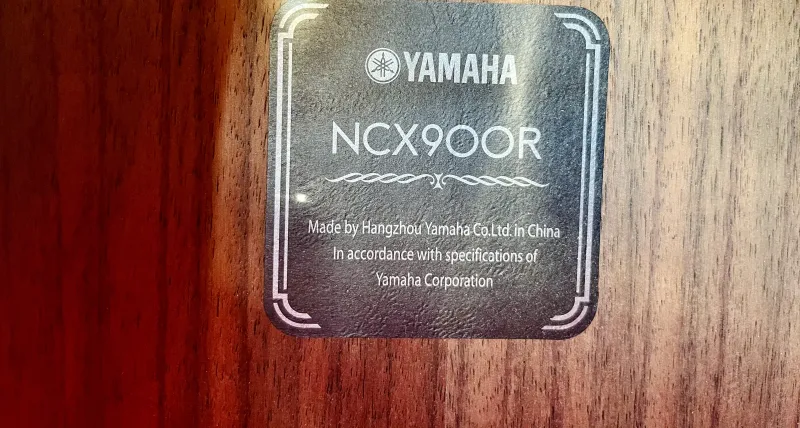 YAMAHA
NCX900R
Made by Hangzhou Yamaha Co.Ltd. in China
In accordance with specifications of
Yamaha Corporation